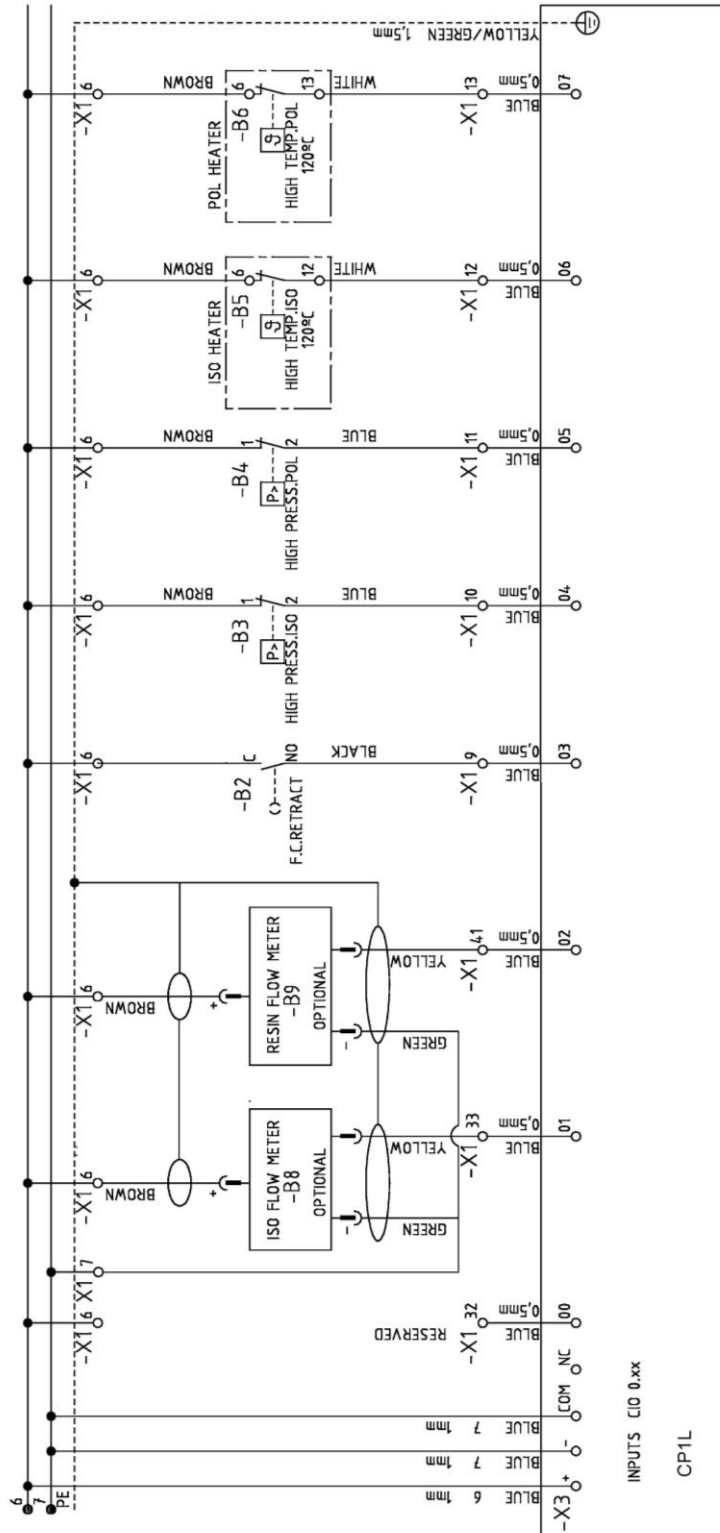 6
7
PE
-X3
+
BLUE 6 1mm
-
BLUE 7 1mm
COM
BLUE 7 1mm
NC
-X1 6
RESERVED
-X1 32
BLUE 0,5mm
00
-X1 7
-X1 6
BROWN
+
ISO FLOW METER
-B8
OPTIONAL
-
GREEN
YELLOW
-X1 33
BLUE 0,5mm
01
-X1 6
BROWN
+
RESIN FLOW METER
-B9
OPTIONAL
-
GREEN
YELLOW
-X1 41
BLUE 0,5mm
02
-X1 6
C
-B2
NO
F.C.RETRACT
BLACK
-X1 9
BLUE 0,5mm
03
-X1 6
BROWN
1
-B3
P>
2
HIGH PRESS.ISO
BLUE
-X1 10
BLUE 0,5mm
04
-X1 6
BROWN
1
-B4
P>
2
HIGH PRESS.POL
BLUE
-X1 11
BLUE 0,5mm
05
-X1 6
BROWN
ISO HEATER
6
-B5
ϑ
HIGH TEMP.ISO
120ºC
12
WHITE
-X1 12
BLUE 0,5mm
06
-X1 6
BROWN
POL HEATER
6
-B6
ϑ
HIGH TEMP.POL
120ºC
13
WHITE
-X1 13
BLUE 0,5mm
07
YELLOW/GREEN 1,5mm
INPUTS CIO 0.xx
CP1L